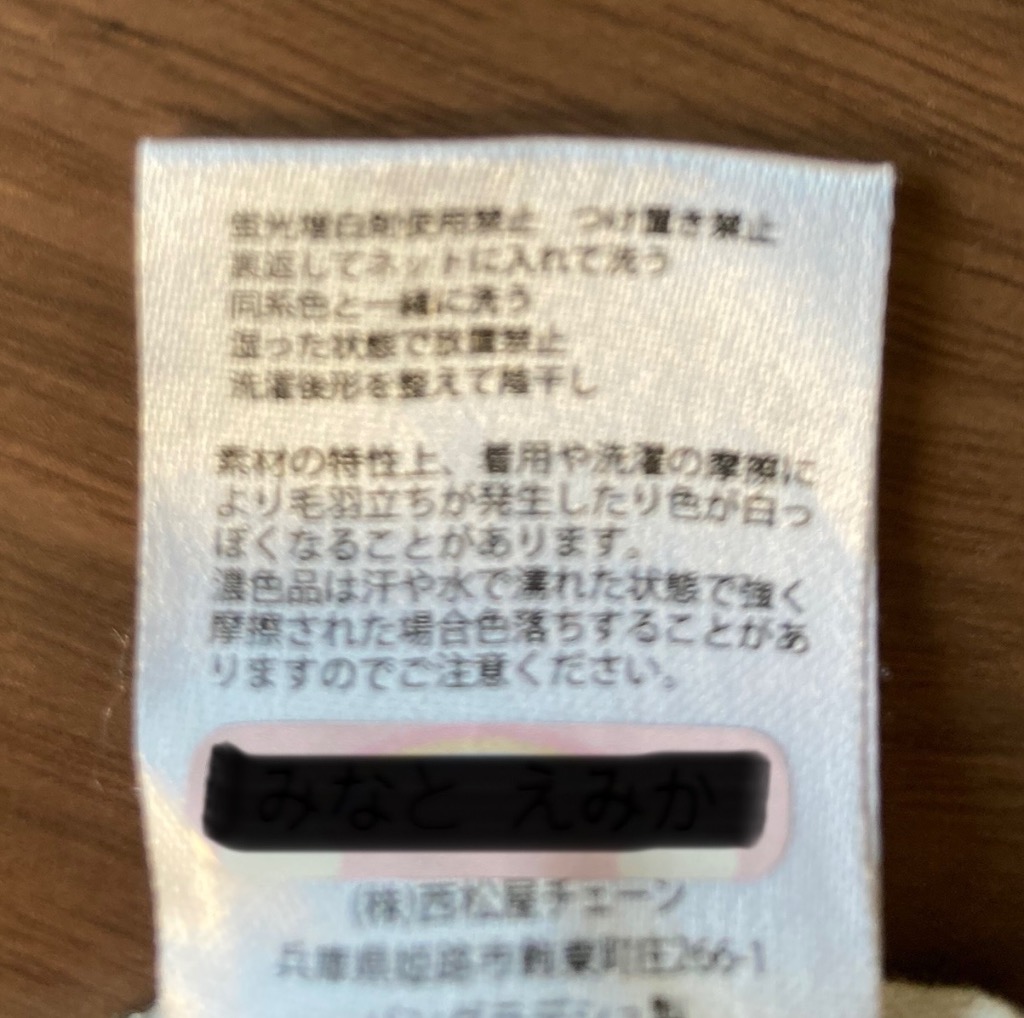 蛍光増白剤使用禁止　つけ置き禁止
裏返してネットに入れて洗う
同系色と一緒に洗う
湿った状態で放置禁止
洗濯後形を整えて陰干し
素材の特性上、着用や洗濯の摩擦に
より毛羽立ちが発生したり色が白っ
ぽくなることがあります。
濃色品は汗や水で濡れた状態で強く
摩擦された場合色落ちすることがあ
りますのでご注意ください。
(株)西松屋チェーン
兵庫県姫路市飾東町庄266-1
バングラデシュ製